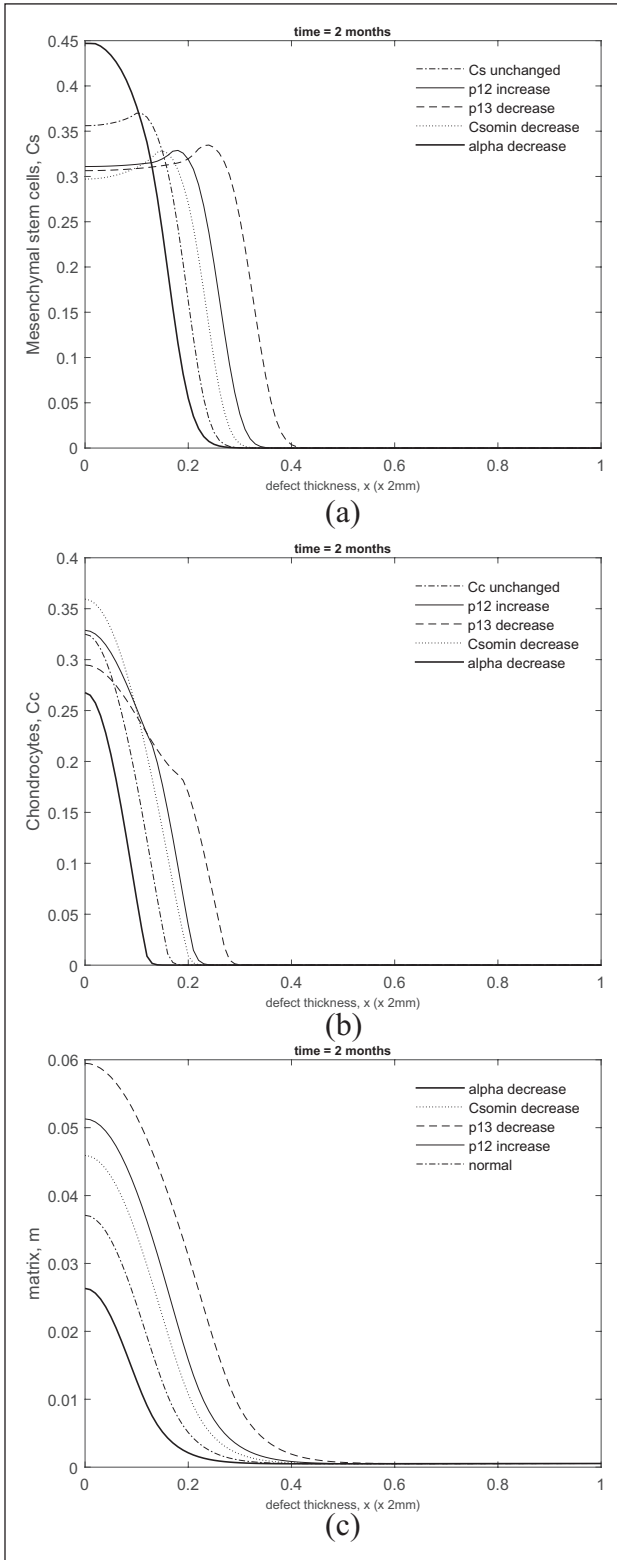 time = 2 months
0.45
0.4
0.35
0.3
0.25
0.2
0.15
0.1
0.05
0
Mesenchymal stem cells, Cs
Cs unchanged
p12 increase
p13 decrease
Csomin decrease
alpha decrease
0 0.2 0.4 0.6 0.8 1
defect thickness, x (x 2mm)
(a)
time = 2 months
0.4
0.35
0.3
0.25
0.2
0.15
0.1
0.05
0
Chondrocytes, Cc
Cc unchanged
p12 increase
p13 decrease
Csomin decrease
alpha decrease
0 0.2 0.4 0.6 0.8 1
defect thickness, x (x 2mm)
(b)
time = 2 months
0.06
0.05
0.04
0.03
0.02
0.01
0
matrix, m
alpha decrease
Csomin decrease
p13 decrease
p12 increase
normal
0 0.2 0.4 0.6 0.8 1
defect thickness, x (x 2mm)
(c)